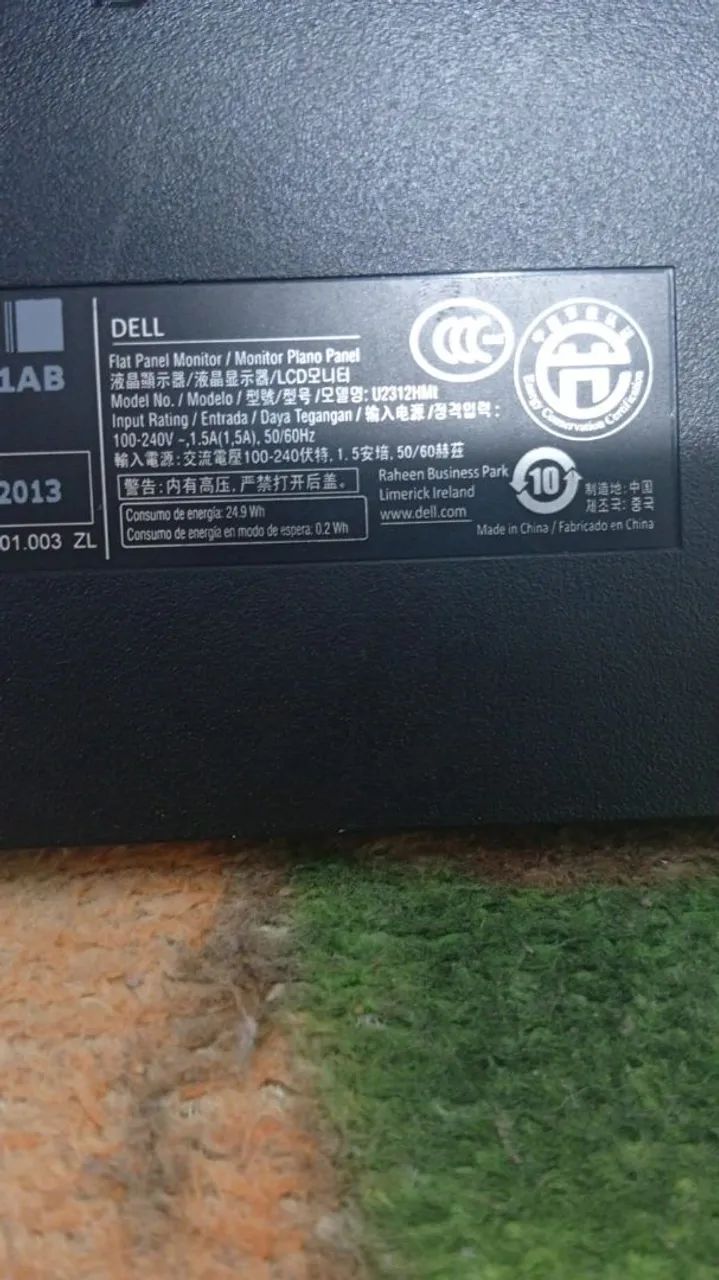 1AB
2013
01.003 ZL
DELL
Flat Panel Monitor / Monitor Plano Panel
液晶顯示器/液晶显示器/LCD모니터
Model No. / Modelo / 型號/型号 /모델명: U2312HMt
Input Rating / Entrada / Daya Tegangan / 输入电源 /정격입력 :
100-240V ~,1.5A(1,5A), 50/60Hz
輸入電源:交流電壓100-240伏特, 1.5安培, 50/60赫茲
警告:内有高压,严禁打开后盖。
Consumo de energía: 24.9 Wh
Consumo de energía en modo de espera: 0.2 Wh
Raheen Business Park
Limerick Ireland
www.dell.com
CCC
Energy Conservation Certification
10
制造地: 中国
제조국: 중국
Made in China / Fabricado en China